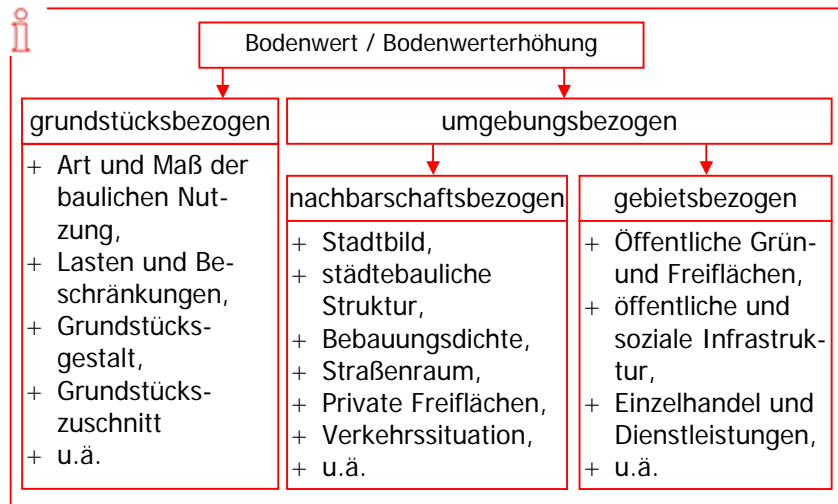 Bodenwert / Bodenwerterhöhung
grundstücksbezogen
+ Art und Maß der
baulichen Nut-
zung,
+ Lasten und Be-
schränkungen,
+ Grundstücks-
gestalt,
+ Grundstücks-
zuschnitt
+ u.ä.
umgebungsbezogen
nachbarschaftsbezogen
+ Stadtbild,
+ städtebauliche
Struktur,
+ Bebauungsdichte,
+ Straßenraum,
+ Private Freiflächen,
+ Verkehrssituation,
+ u.ä.
gebietsbezogen
+ Öffentliche Grün-
und Freiflächen,
+ öffentliche und
soziale Infrastruk-
tur,
+ Einzelhandel und
Dienstleistungen,
+ u.ä.